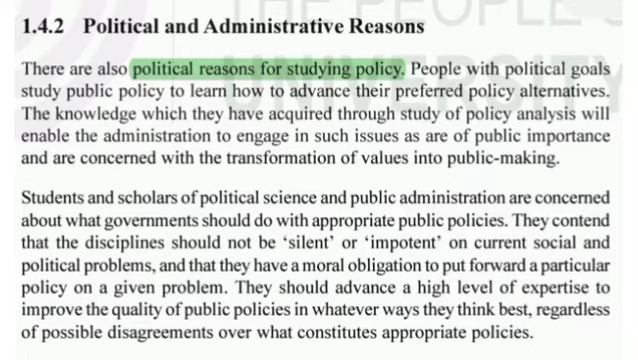 THE PEOPLE'S
UNIVERSITY
1.4.2 Political and Administrative Reasons
There are also political reasons for studying policy. People with political goals
study public policy to learn how to advance their preferred policy alternatives.
The knowledge which they have acquired through study of policy analysis will
enable the administration to engage in such issues as are of public importance
and are concerned with the transformation of values into public-making.
Students and scholars of political science and public administration are concerned
about what governments should do with appropriate public policies. They contend
that the disciplines should not be ‘silent’ or ‘impotent’ on current social and
political problems, and that they have a moral obligation to put forward a particular
policy on a given problem. They should advance a high level of expertise to
improve the quality of public policies in whatever ways they think best, regardless
of possible disagreements over what constitutes appropriate policies.